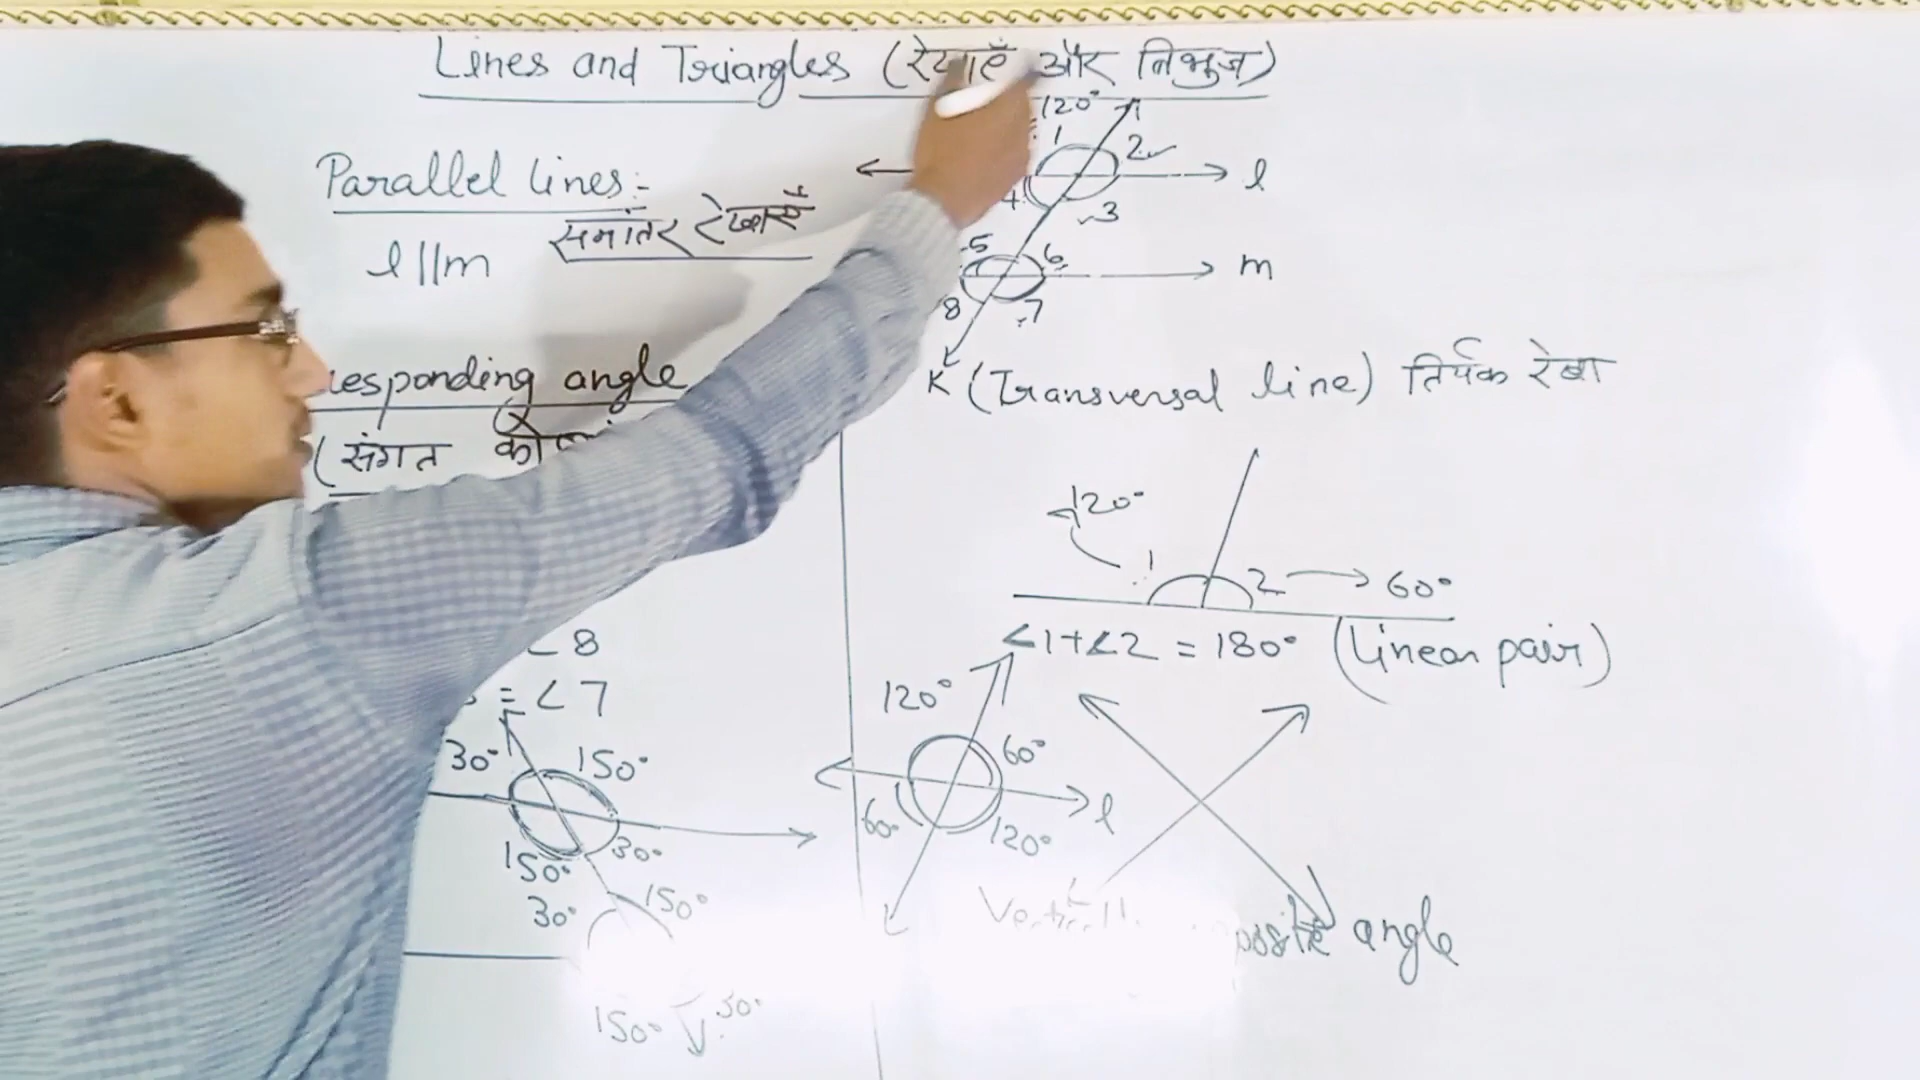 Lines and Triangles (रेखाएँ और त्रिभुज)
120°
1
2
l
4
3
Parallel lines:-
समांतर रेखाएँ
l||m
5
6
m
8
7
K (Transversal line) तिर्यक रेखा
responding angle
(संगत
120°
1
2 → 60°
∠1+∠2 = 180° (Linear pair)
∠8
= ∠7
30°
150°
150°
30°
30°
150°
150°
30°
120°
60°
60°
120°
l
angle